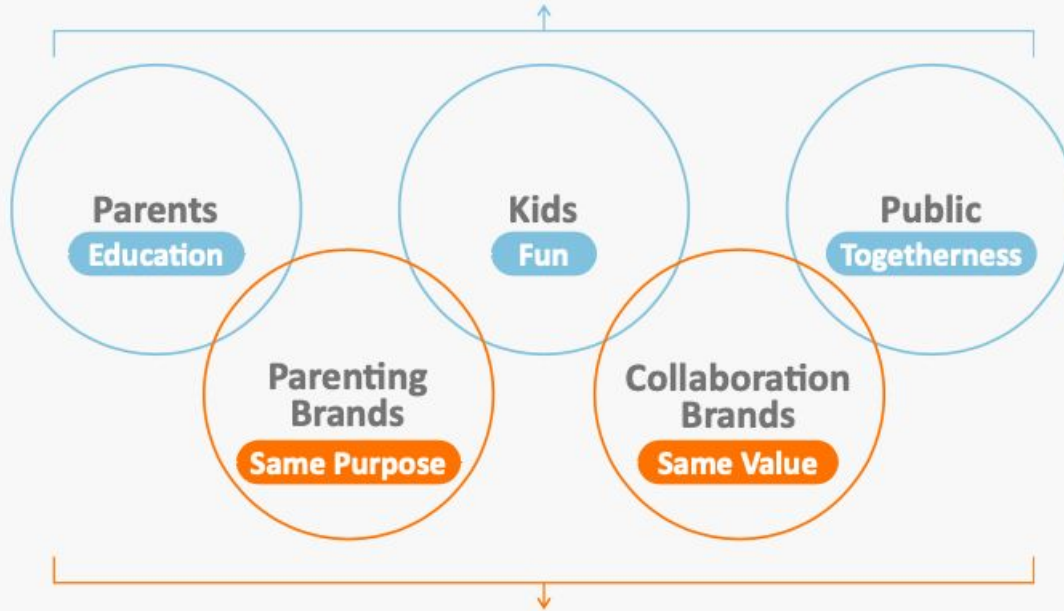 Parents
Education
Kids
Fun
Public
Togetherness
Parenting
Brands
Same Purpose
Collaboration
Brands
Same Value